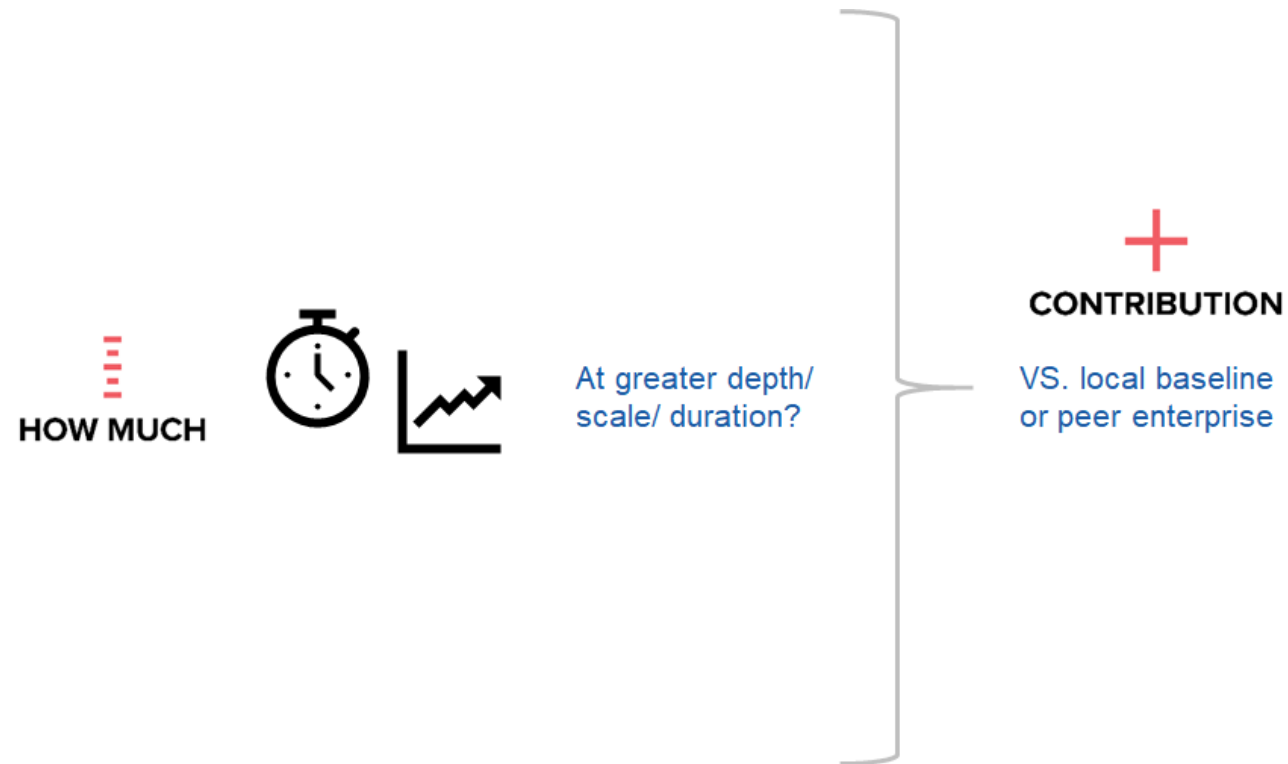 HOW MUCH
At greater depth/
scale/ duration?
CONTRIBUTION
VS. local baseline
or peer enterprise